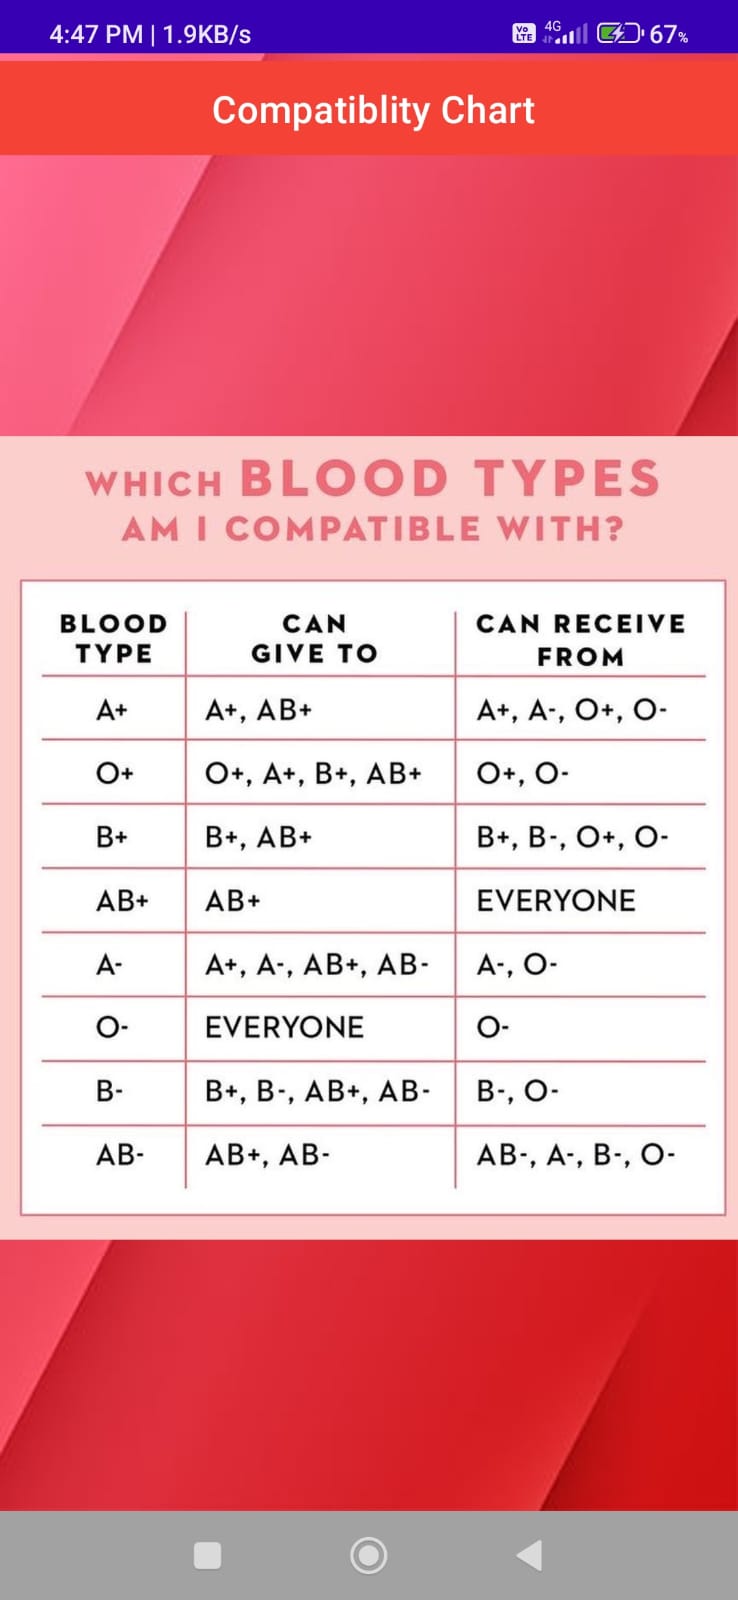 4:47 PM | 1.9KB/s Vo LTE 4G 67%
Compatiblity Chart
WHICH BLOOD TYPES
AM I COMPATIBLE WITH?
BLOOD TYPE CAN GIVE TO CAN RECEIVE FROM
A+ A+, AB+ A+, A-, O+, O-
O+ O+, A+, B+, AB+ O+, O-
B+ B+, AB+ B+, B-, O+, O-
AB+ AB+ EVERYONE
A- A+, A-, AB+, AB- A-, O-
O- EVERYONE O-
B- B+, B-, AB+, AB- B-, O-
AB- AB+, AB- AB-, A-, B-, O-